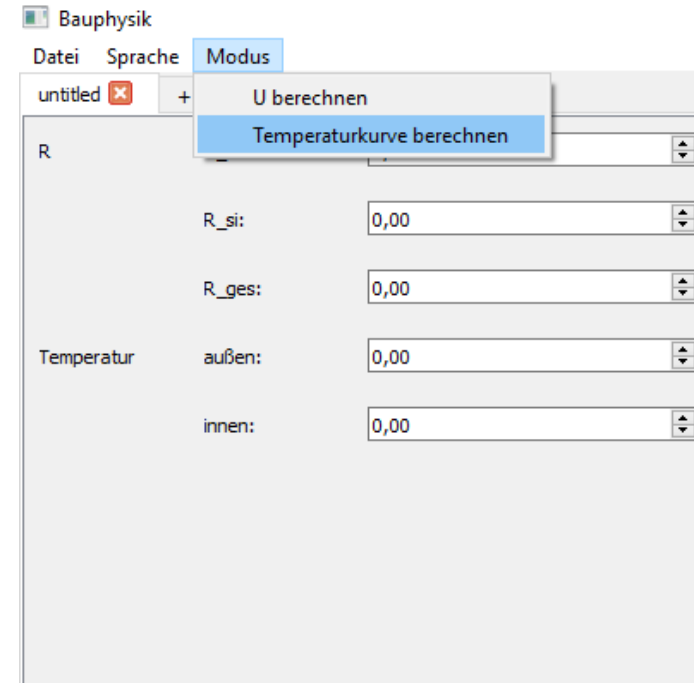 Bauphysik
Datei Sprache Modus
untitled +
U berechnen
Temperaturkurve berechnen
R
R_si: 0,00
R_ges: 0,00
Temperatur außen: 0,00
innen: 0,00